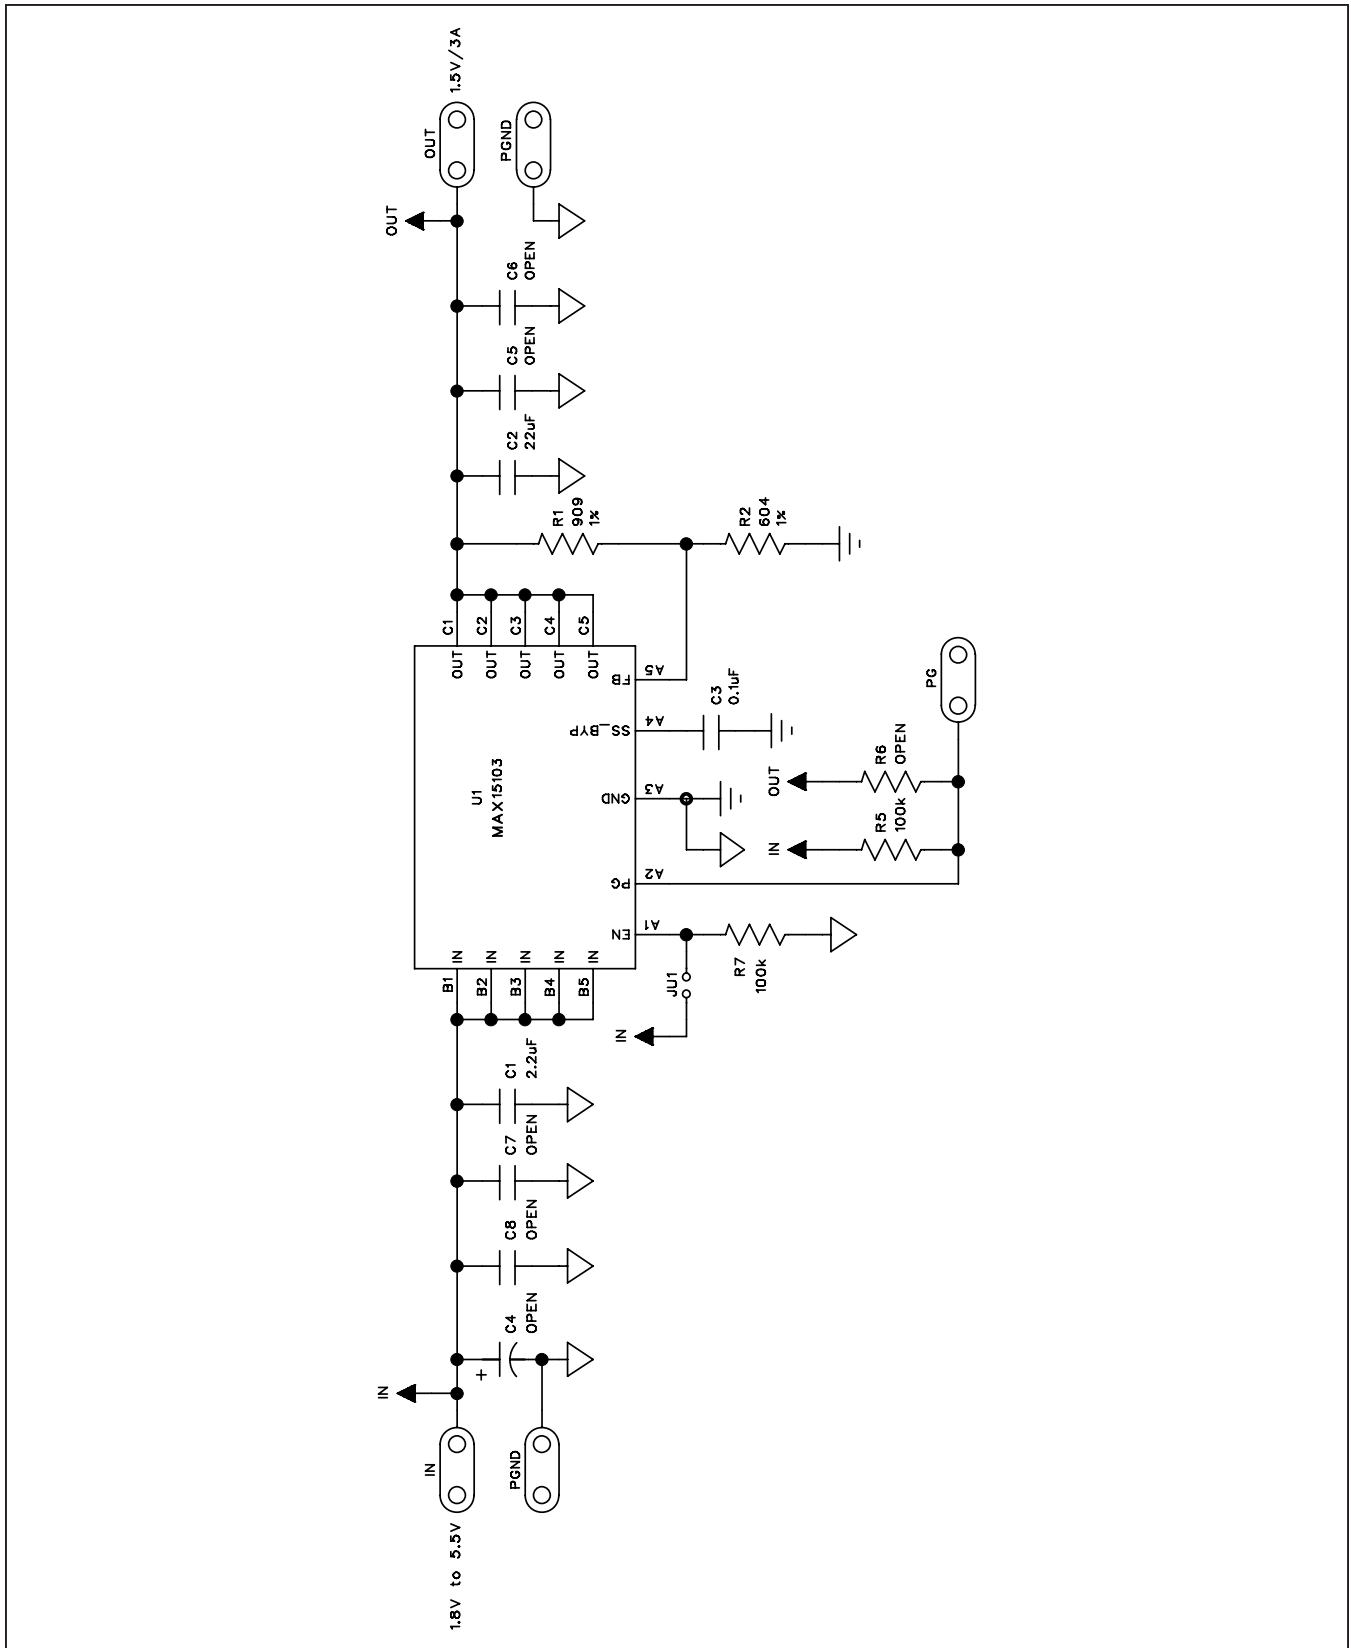 1.8V to 5.5V
IN
PGND
IN
+
C4
OPEN
C8
OPEN
C7
OPEN
C1
2.2uF
B1
B2
B3
B4
B5
IN
IN
IN
IN
IN
U1
MAX15103
EN
PG
GND
SS_BYP
FB
A1
A2
A3
A4
A5
OUT
OUT
OUT
OUT
OUT
C1
C2
C3
C4
C5
IN
JU1
R7
100k
IN
R5
100k
OUT
R6
OPEN
PG
C3
0.1uF
R1
909
1%
R2
604
1%
C2
22uF
C5
OPEN
C6
OPEN
OUT
OUT
PGND
1.5V/3A